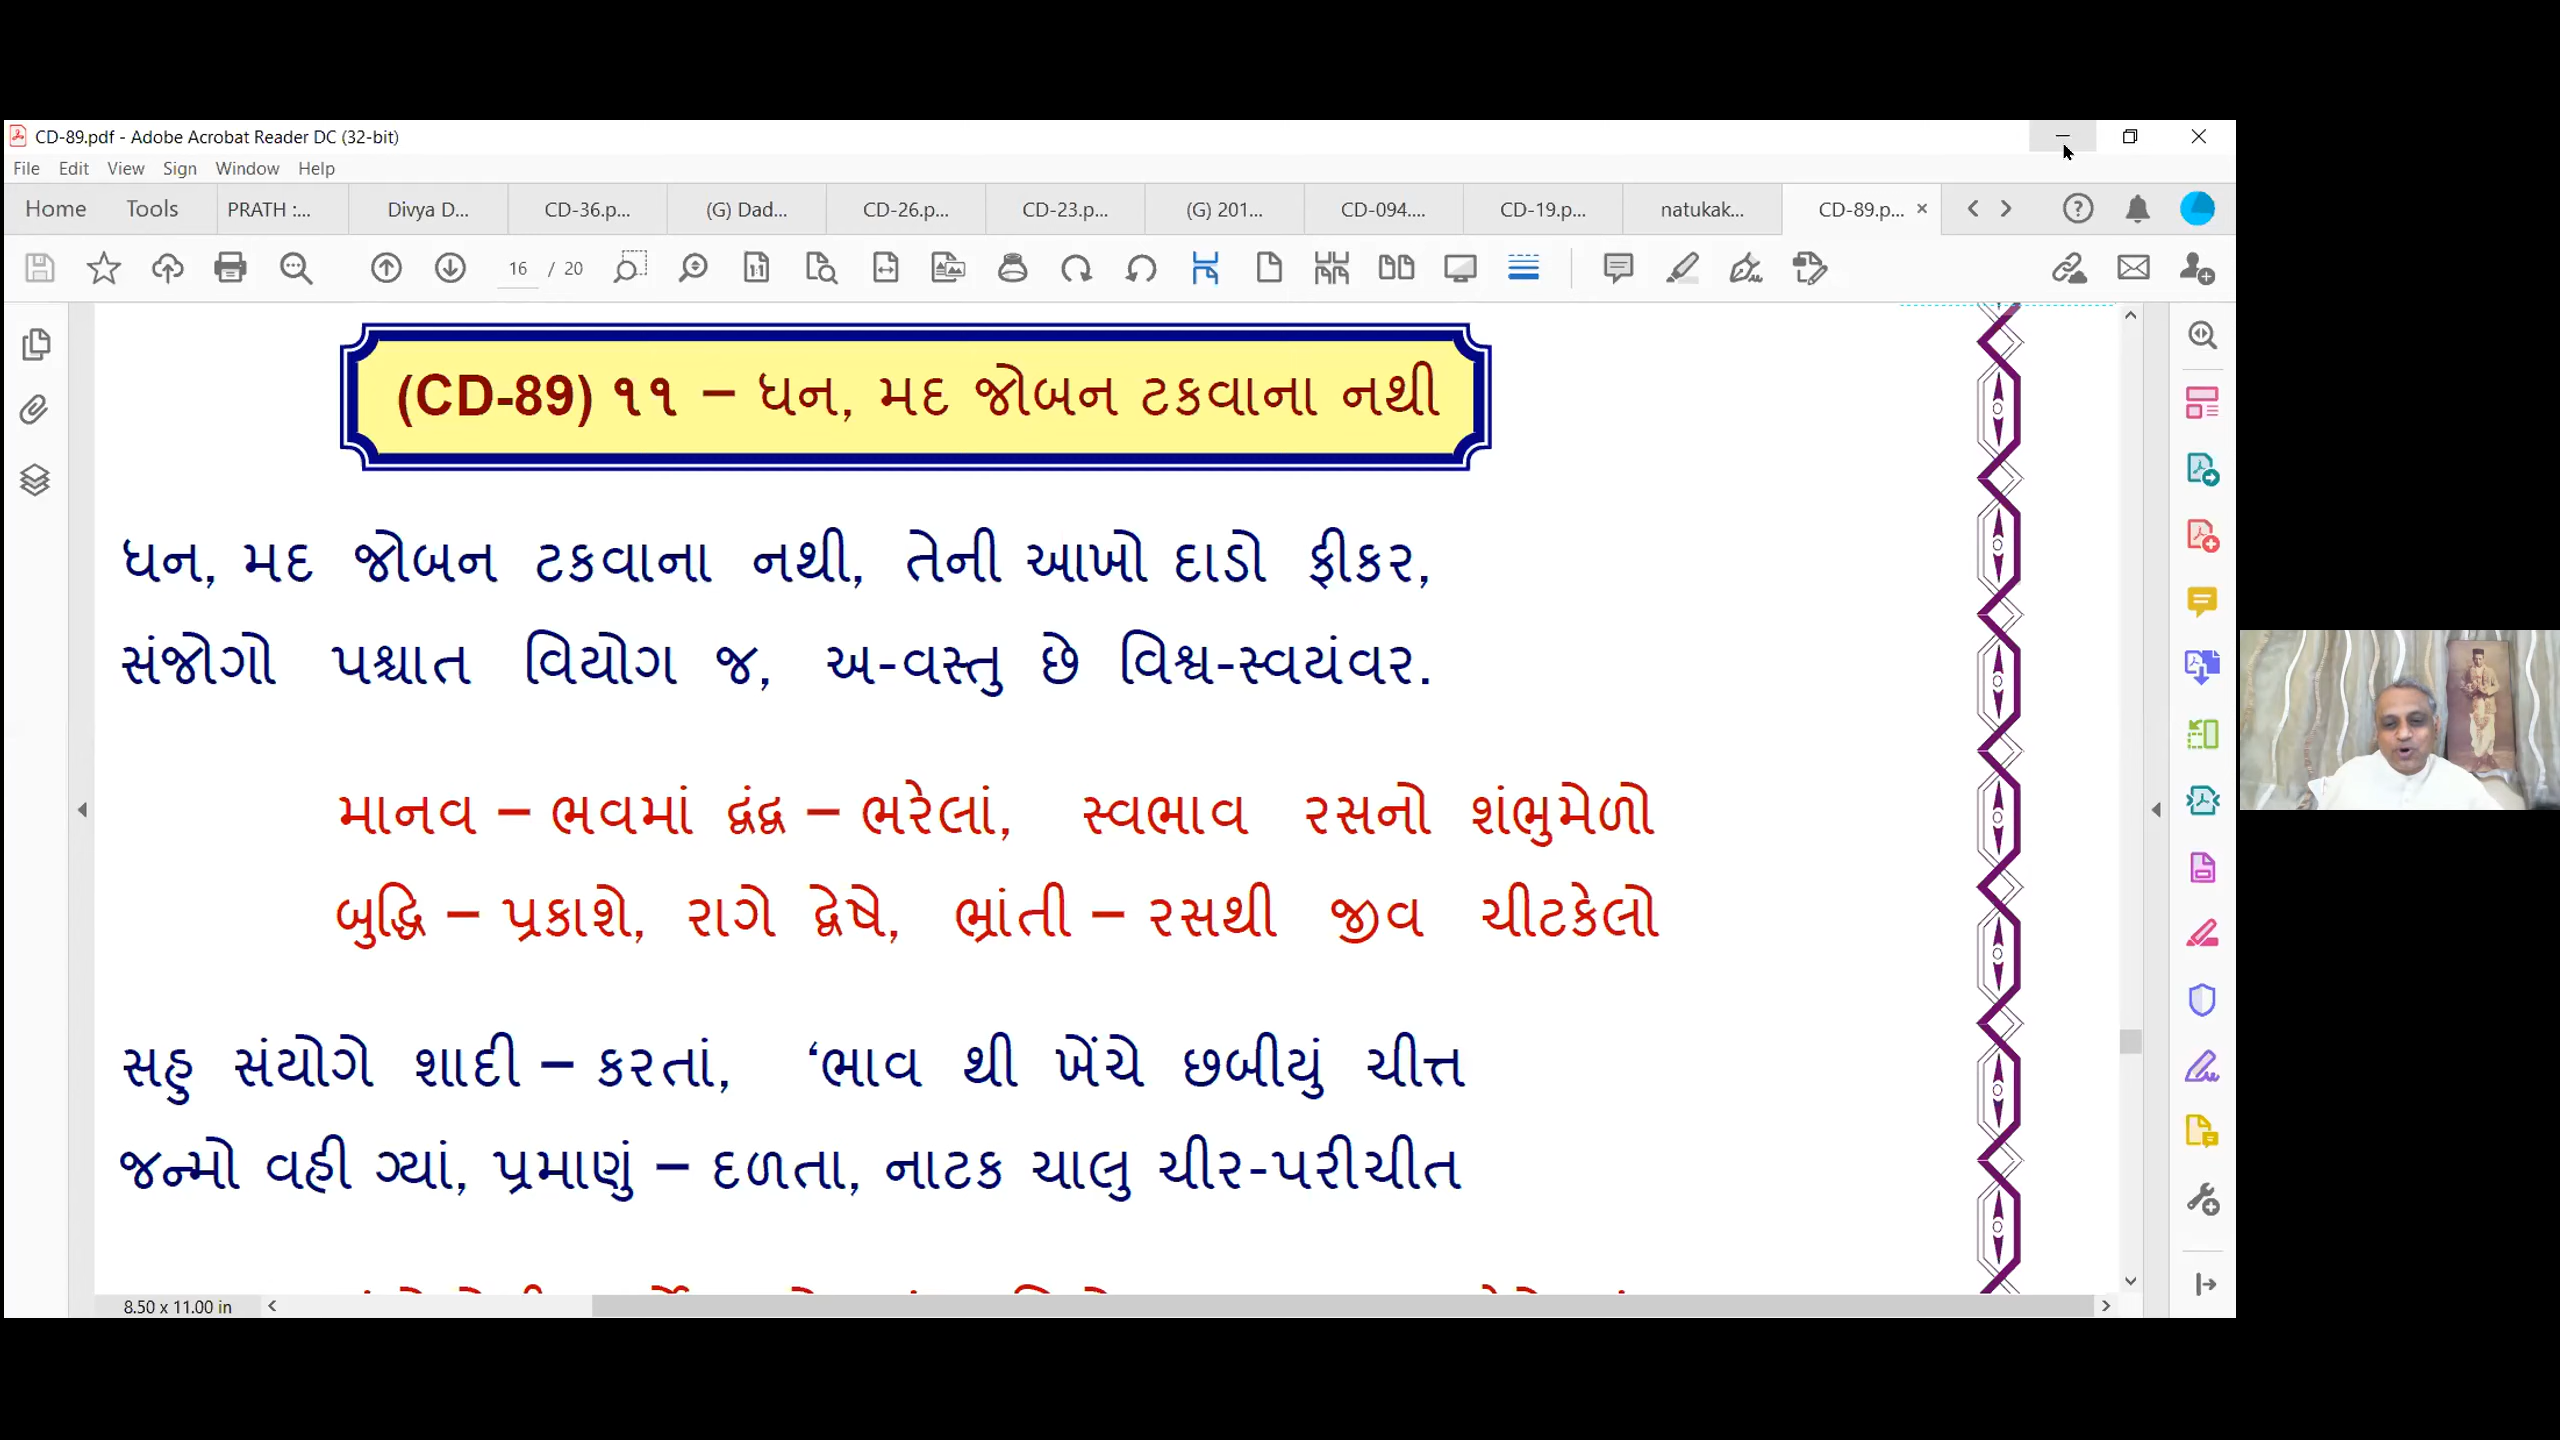 CD-89.pdf - Adobe Acrobat Reader DC (32-bit)
File Edit View Sign Window Help
Home Tools PRATH :... Divya D... CD-36.p... (G) Dad... CD-26.p... CD-23.p... (G) 201... CD-094.... CD-19.p... natukak... CD-89.p...
16 / 20
(CD-89) ૧૧ – ધન, મદ જોબન ટકવાના નથી
ધન, મદ જોબન ટકવાના નથી, તેની આખો દાડો ફીકર,
સંજોગો પશ્ચાત વિયોગ જ, અ-વસ્તુ છે વિશ્વ-સ્વયંવર.
માનવ – ભવમાં દ્વંદ્વ – ભરેલાં, સ્વભાવ રસનો શંભુમેળો
બુદ્ધિ – પ્રકાશે, રાગે દ્વેષે, ભ્રાંતી – રસથી જીવ ચીટકેલો
સહુ સંયોગે શાદી – કરતાં, ‘ભાવ થી ખેંચે છબીયું ચીત્ત
જન્મો વહી ગ્યાં, પ્રમાણું – દળતા, નાટક ચાલુ ચીર-પરીચીત
8.50 x 11.00 in